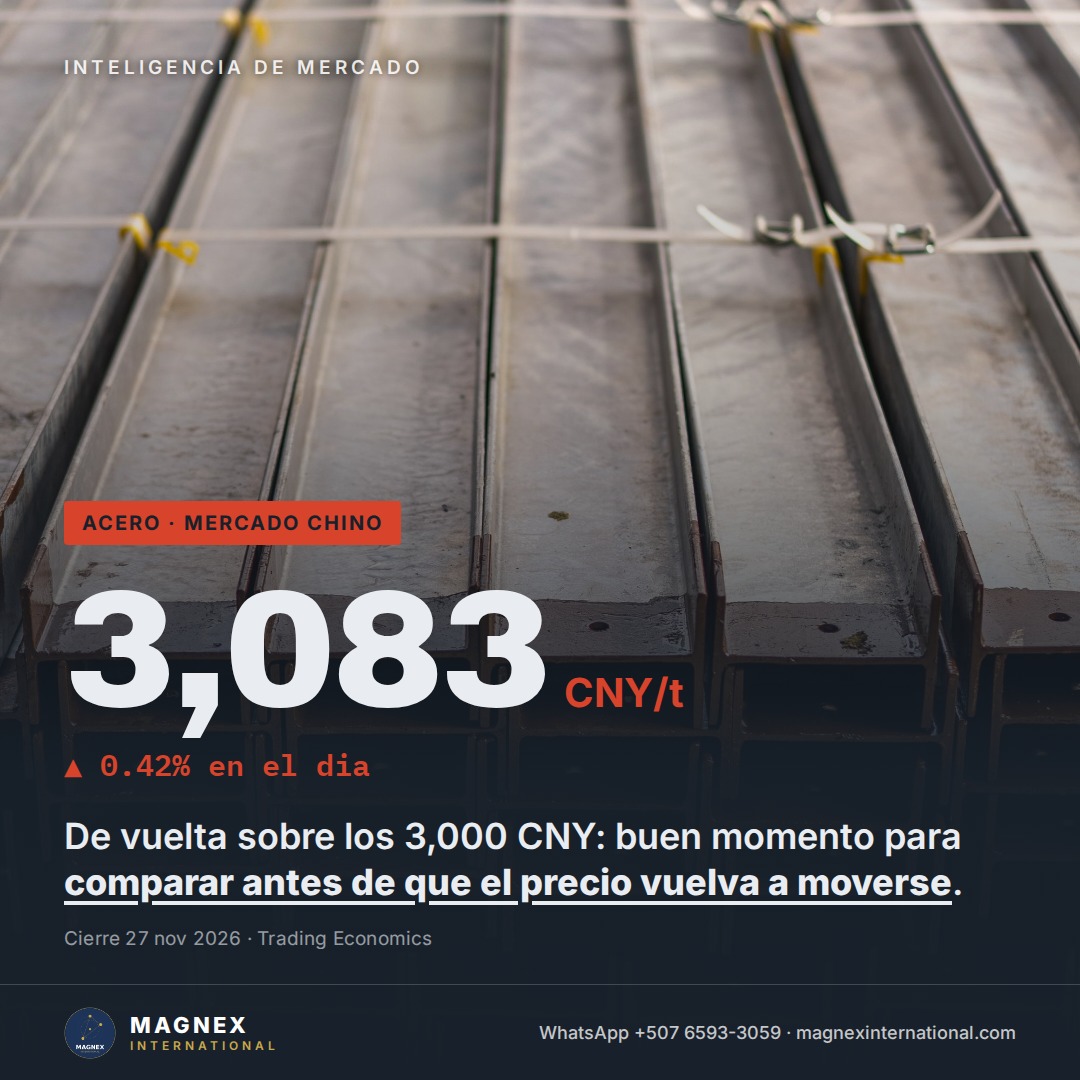 INTELIGENCIA DE MERCADO
ACERO · MERCADO CHINO
3,083 CNY/t
▲ 0.42% en el dia
De vuelta sobre los 3,000 CNY: buen momento para
comparar antes de que el precio vuelva a moverse.
Cierre 27 nov 2026 · Trading Economics
MAGNEX
MAGNEX
INTERNATIONAL
WhatsApp +507 6593-3059 · magnexinternational.com